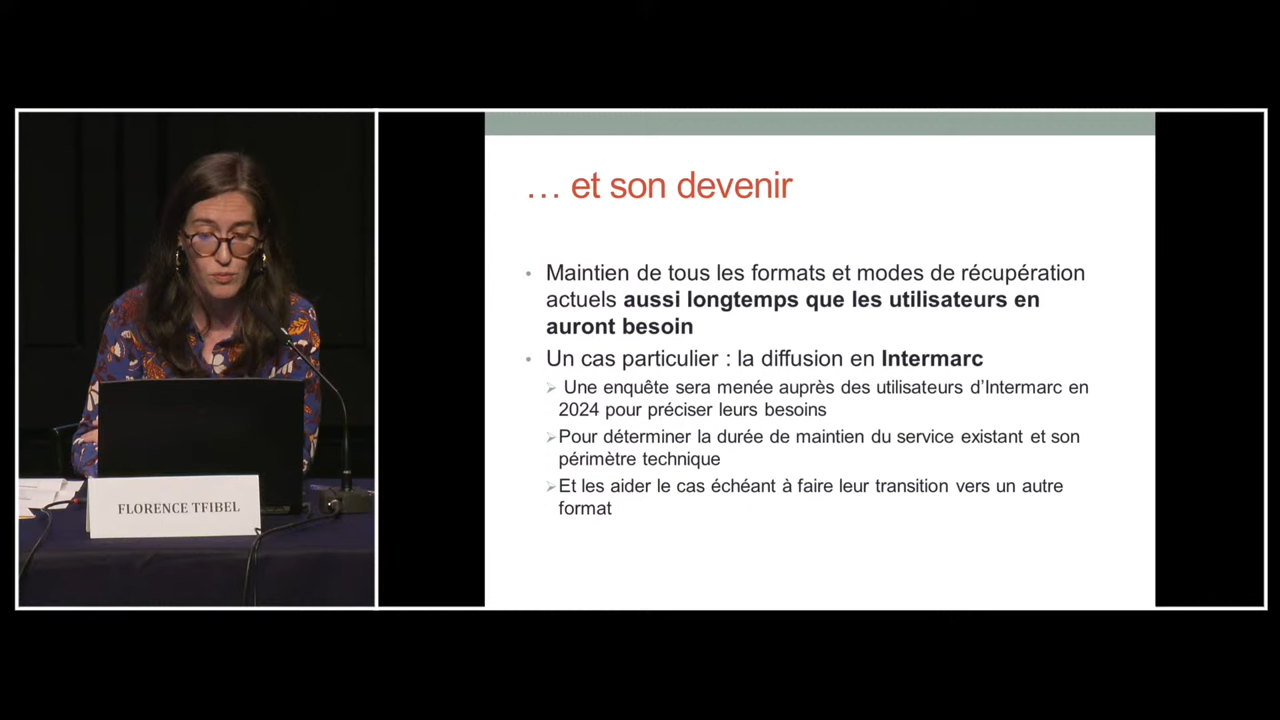 … et son devenir
• Maintien de tous les formats et modes de récupération
actuels aussi longtemps que les utilisateurs en
auront besoin
• Un cas particulier : la diffusion en Intermarc
➢ Une enquête sera menée auprès des utilisateurs d’Intermarc en
2024 pour préciser leurs besoins
➢Pour déterminer la durée de maintien du service existant et son
périmètre technique
➢Et les aider le cas échéant à faire leur transition vers un autre
format
FLORENCE TFIBEL